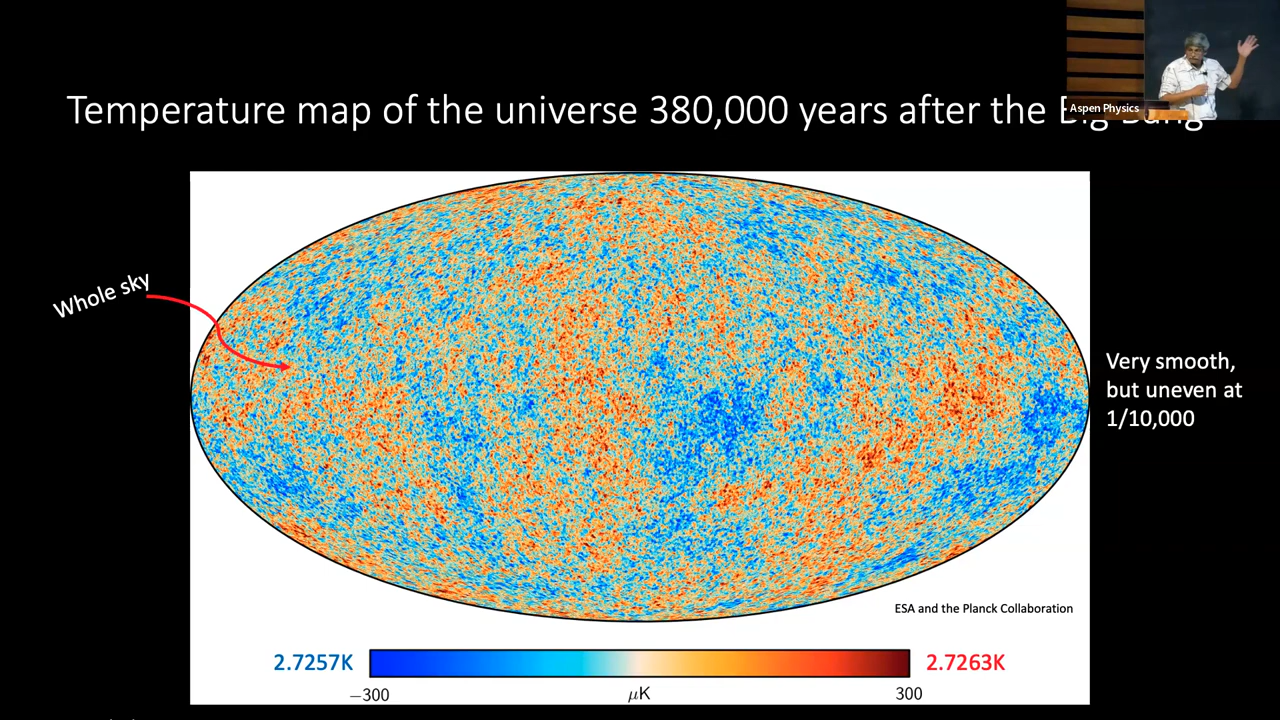 Temperature map of the universe 380,000 years after the
Aspen Physics
Whole sky
Very smooth,
but uneven at
1/10,000
ESA and the Planck Collaboration
2.7257K
2.7263K
−300
μK
300